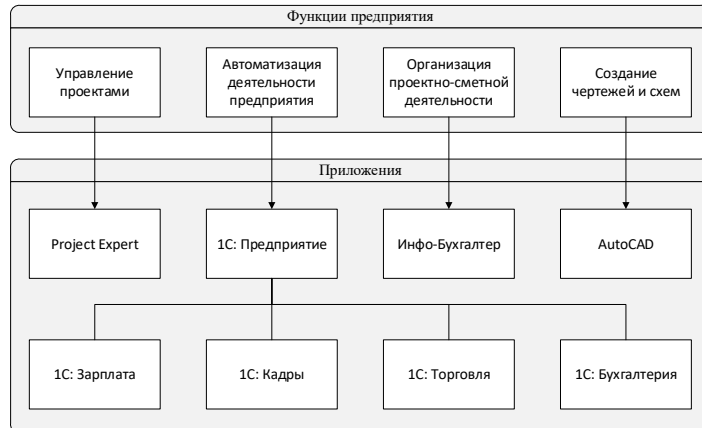 Функции предприятия
Управление
проектами
Автоматизация
деятельности
предприятия
Организация
проектно-сметной
деятельности
Создание
чертежей и схем
Приложения
Project Expert
1С: Предприятие
Инфо-Бухгалтер
AutoCAD
1С: Зарплата
1С: Кадры
1С: Торговля
1С: Бухгалтерия